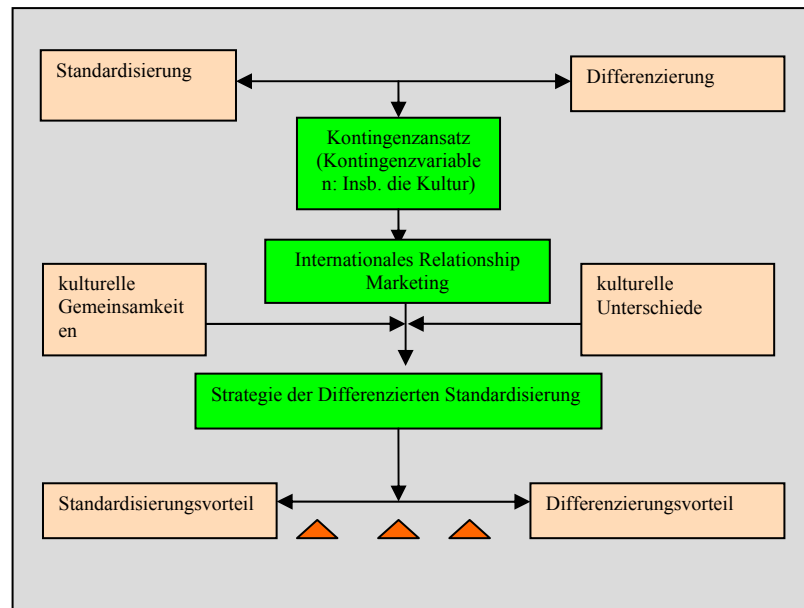 Standardisierung
Differenzierung
Kontingenzansatz
(Kontingenzvariable
n: Insb. die Kultur)
Internationales Relationship
Marketing
kulturelle
Gemeinsamkeit
en
kulturelle
Unterschiede
Strategie der Differenzierten Standardisierung
Standardisierungsvorteil
Differenzierungsvorteil